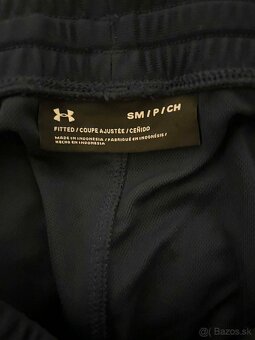 SM / P / CH
FITTED / COUPE AJUSTÉE / CEÑIDO
MADE IN INDONESIA / FABRIQUÉ EN INDONÉSIE /
HECHO EN INDONESIA
Bazos.sk